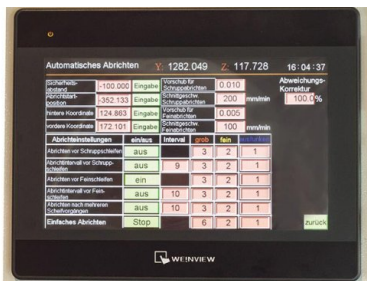 Automatisches Abrichten Y: 1282.049 Z: 117.728 16:04:37
Sicherheits-
abstand -100.000 Eingabe
Vorschub für
Schruppabrichten 0.010
Abweichungs-
Korrektur
100.0 %
Abrichtstart-
position -352.133 Eingabe
Schnittgeschw.
Schruppabrichten 200 mm/min
hintere Koordinate 124.863 Eingabe
Vorschub für
Feinabrichten 0.005
vordere Koordinate 172.101 Eingabe
Schnittgeschw.
Feinabrichten 100 mm/min
Abrichteinstellungen ein/aus Interval grob fein
Abrichten vor Schruppschleifen aus 3 2 1
Abrichtintervall vor Schrupp-
schleifen aus 9 3 2 1
Abrichten vor Feinschleifen ein 3 2 1
Abrichtintervall vor Fein-
schleifen aus 10 3 2 1
Abrichten nach mehreren
Scheifvorgängen aus 10 3 2 1
Einfaches Abrichten Stop 6 2 1 zurück
WEINVIEW